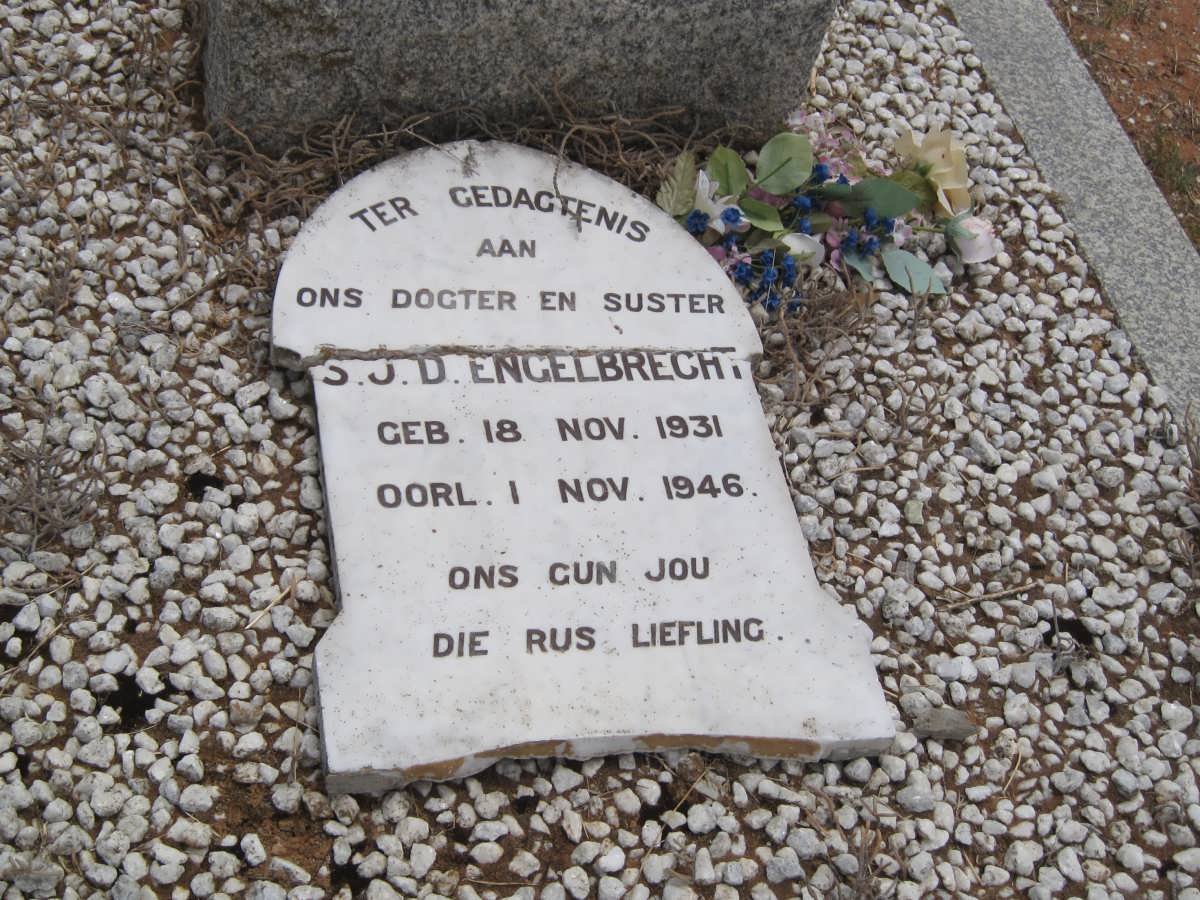 TER GEDAGTENIS
AAN
ONS DOGTER EN SUSTER
S.J.D. ENGELBRECHT
GEB. 18 NOV. 1931
OORL. 1 NOV. 1946.
ONS GUN JOU
DIE RUS LIEFLING.